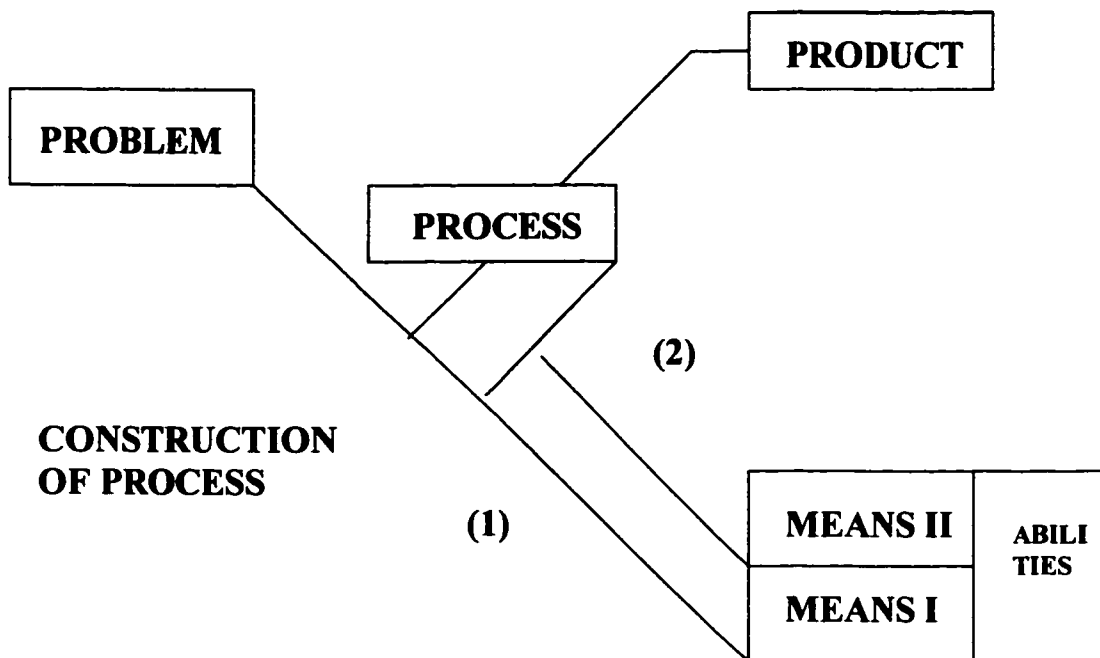 PRODUCT
PROBLEM
PROCESS
(2)
CONSTRUCTION
OF PROCESS
(1)
MEANS II
ABILI
TIES
MEANS I